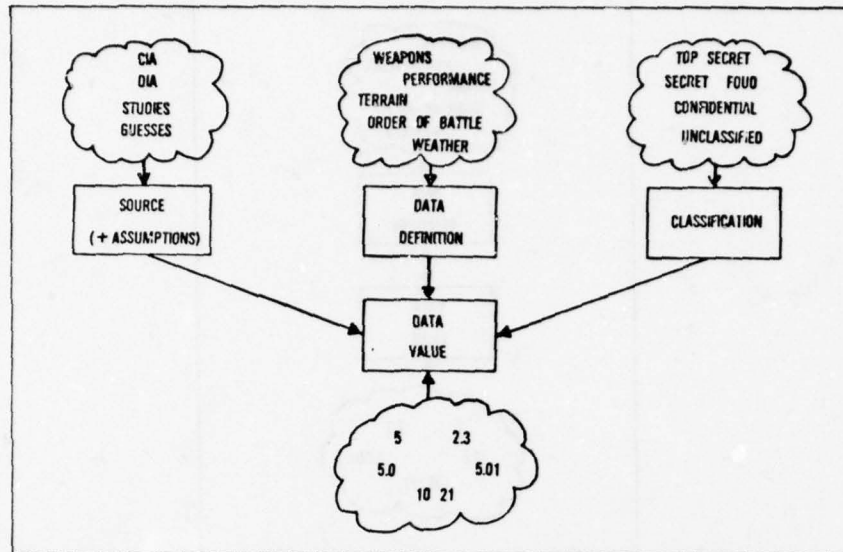 CIA
DIA
STUDIES
GUESSES
WEAPONS
PERFORMANCE
TERRAIN
ORDER OF BATTLE
WEATHER
TOP SECRET
SECRET FOUO
CONFIDENTIAL
UNCLASSIFIED
SOURCE
(+ ASSUMPTIONS)
DATA
DEFINITION
CLASSIFICATION
DATA
VALUE
5 2.3
5.0 5.01
10 21